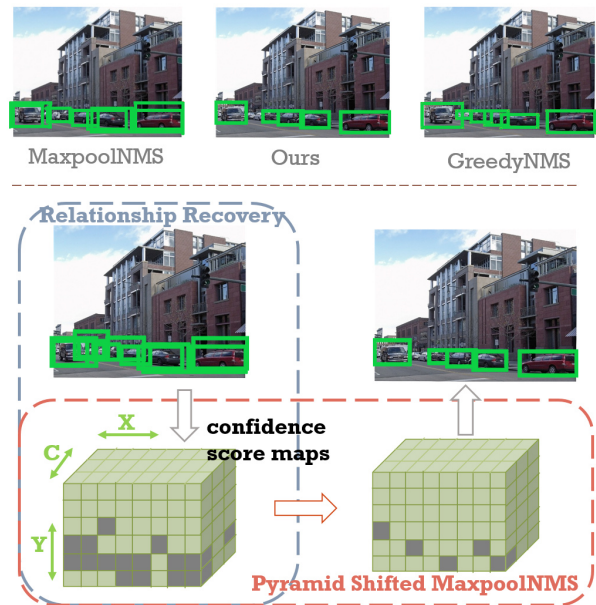 MaxpoolNMS
Ours
GreedyNMS
Relationship Recovery
X
confidence
score maps
C
Y
Pyramid Shifted MaxpoolNMS